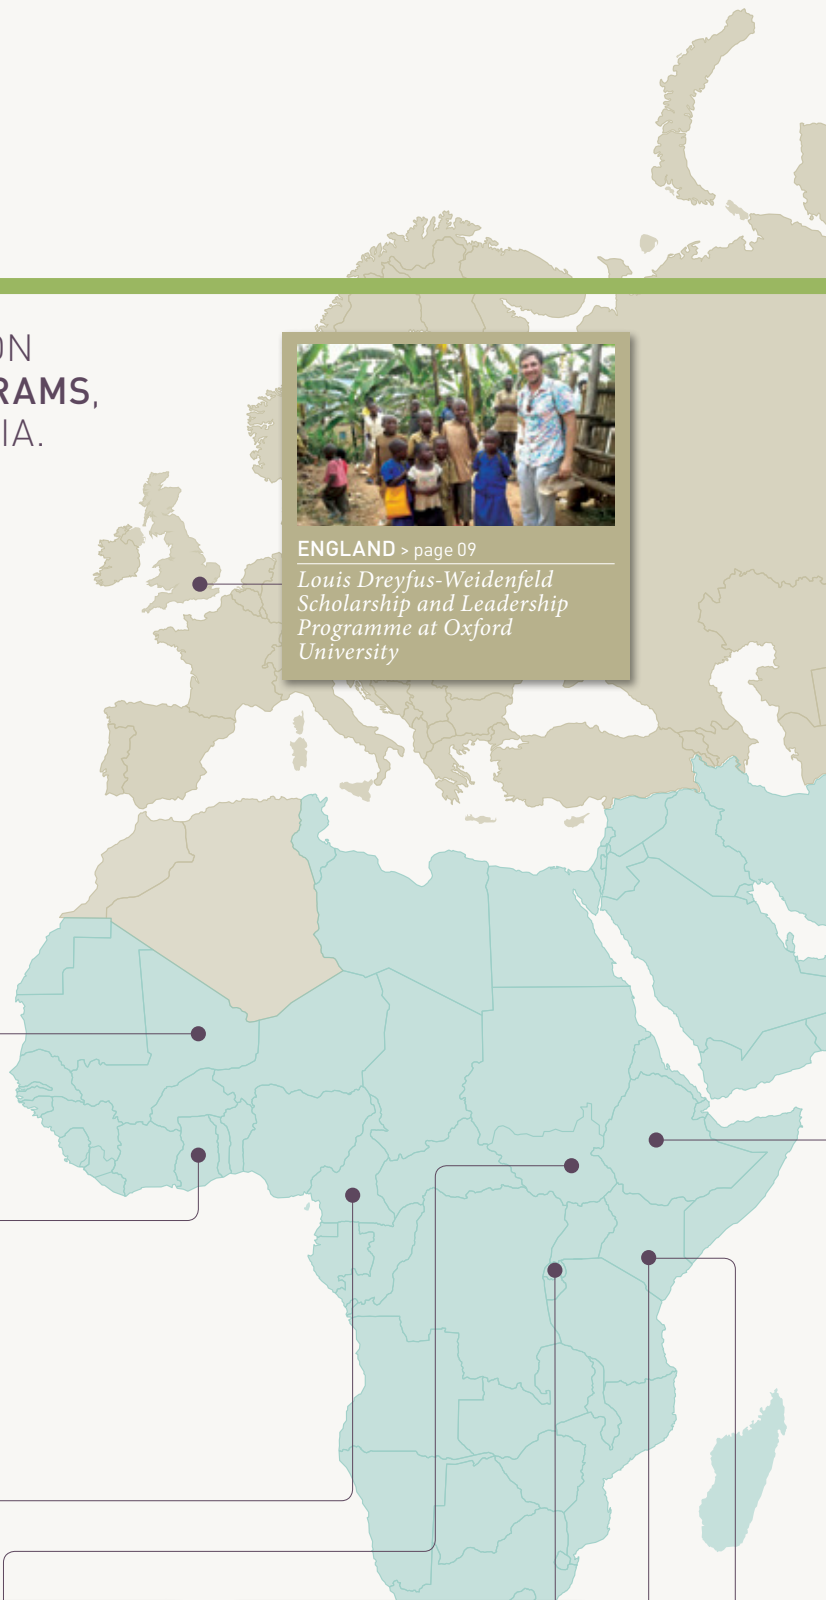 ON
RAMS,
IA.
ENGLAND > page 09
Louis Dreyfus-Weidenfeld
Scholarship and Leadership
Programme at Oxford
University